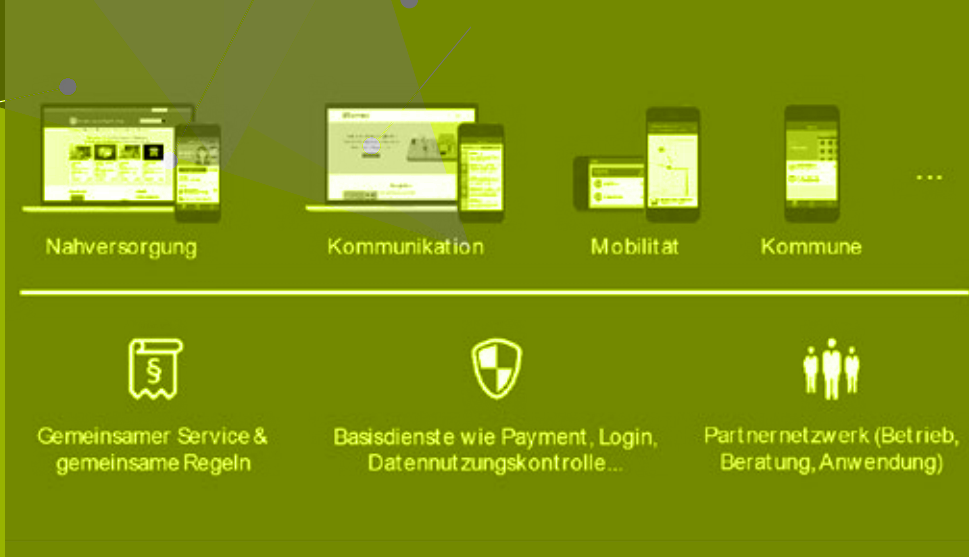 Nahversorgung
Kommunikation
Mobilität
Kommune
...
§
Gemeinsamer Service &
gemeinsame Regeln
Basisdienste wie Payment, Login,
Datennutzungskontrolle...
Partnernetzwerk (Betrieb,
Beratung, Anwendung)